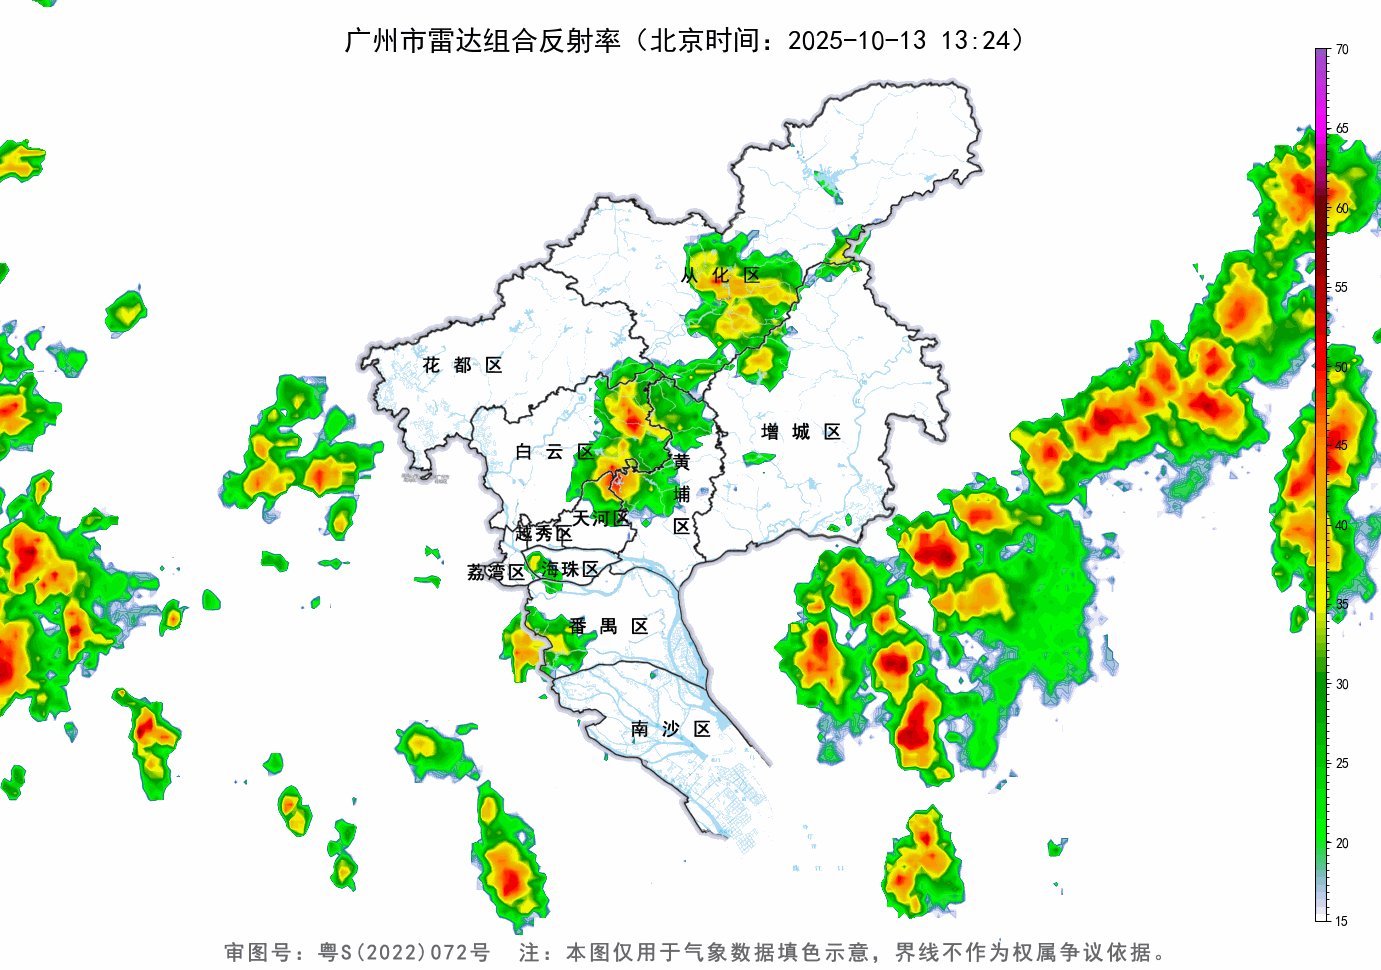 广州市雷达组合反射率（北京时间：2025-10-13 13:24）
70
65
60
55
50
45
40
35
30
25
20
15
从化区
花都区
增城区
白云区
黄埔区
天河区
越秀区
荔湾区
海珠区
番禺区
南沙区
审图号：粤S(2022)072号 注：本图仅用于气象数据填色示意，界线不作为权属争议依据。